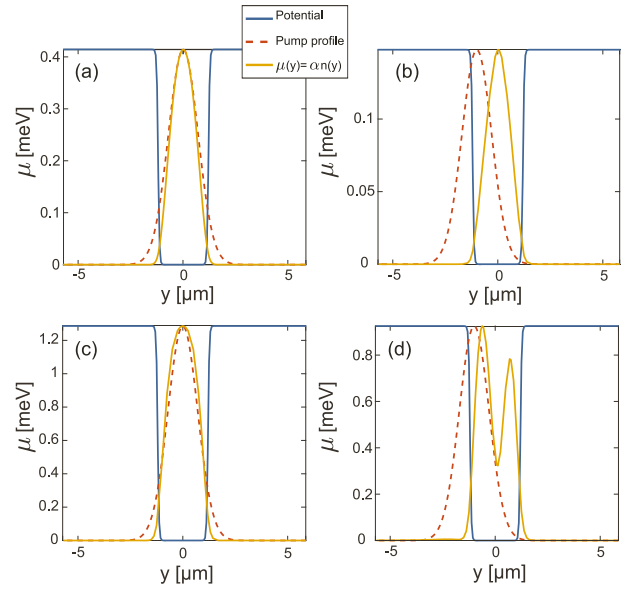 Potential
Pump profile
μ(y)= αn(y)
(a)
μ [meV]
0.4
0.3
0.2
0.1
0
-5
0
5
y [μm]
(b)
μ [meV]
0.1
0.05
0
-5
0
5
y [μm]
(c)
μ [meV]
1.2
1
0.8
0.6
0.4
0.2
0
-5
0
5
y [μm]
(d)
μ [meV]
0.8
0.6
0.4
0.2
0
-5
0
5
y [μm]